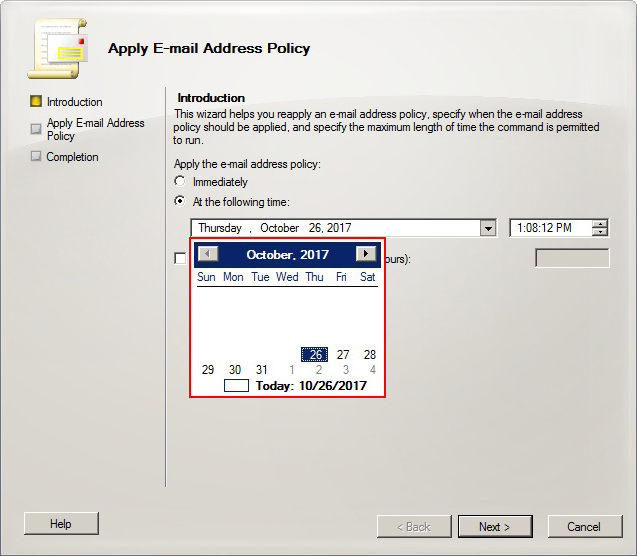 Apply E-mail Address Policy
Introduction
Apply E-mail Address
Policy
Completion
Introduction
This wizard helps you reapply an e-mail address policy, specify when the e-mail address
policy should be applied, and specify the maximum length of time the command is permitted
to run.
Apply the e-mail address policy:
Immediately
At the following time:
Thursday , October 26, 2017
1:08:12 PM
October, 2017
ours):
Sun Mon Tue Wed Thu Fri Sat
26 27 28
29 30 31 1 2 3 4
Today: 10/26/2017
Help
< Back
Next >
Cancel